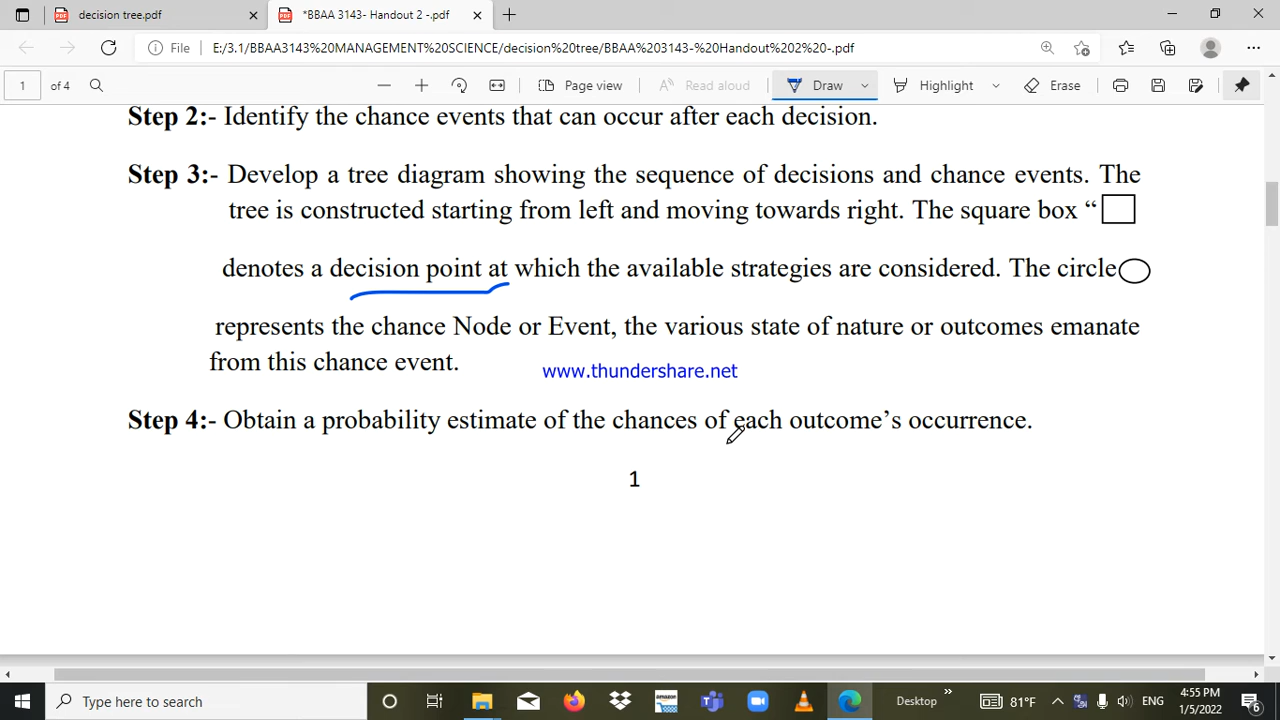 decision tree.pdf
*BBAA 3143- Handout 2 -.pdf
File E:/3.1/BBAA3143%20MANAGEMENT%20SCIENCE/decision%20tree/BBAA%203143-%20Handout%202%20-.pdf
1 of 4 Page view Read aloud Draw Highlight Erase
Step 2:- Identify the chance events that can occur after each decision.
Step 3:- Develop a tree diagram showing the sequence of decisions and chance events. The
tree is constructed starting from left and moving towards right. The square box “
denotes a decision point at which the available strategies are considered. The circle
represents the chance Node or Event, the various state of nature or outcomes emanate
from this chance event.
www.thundershare.net
Step 4:- Obtain a probability estimate of the chances of each outcome’s occurrence.
1
Type here to search
amazon
Desktop
81°F
ENG
4:55 PM
1/5/2022
6